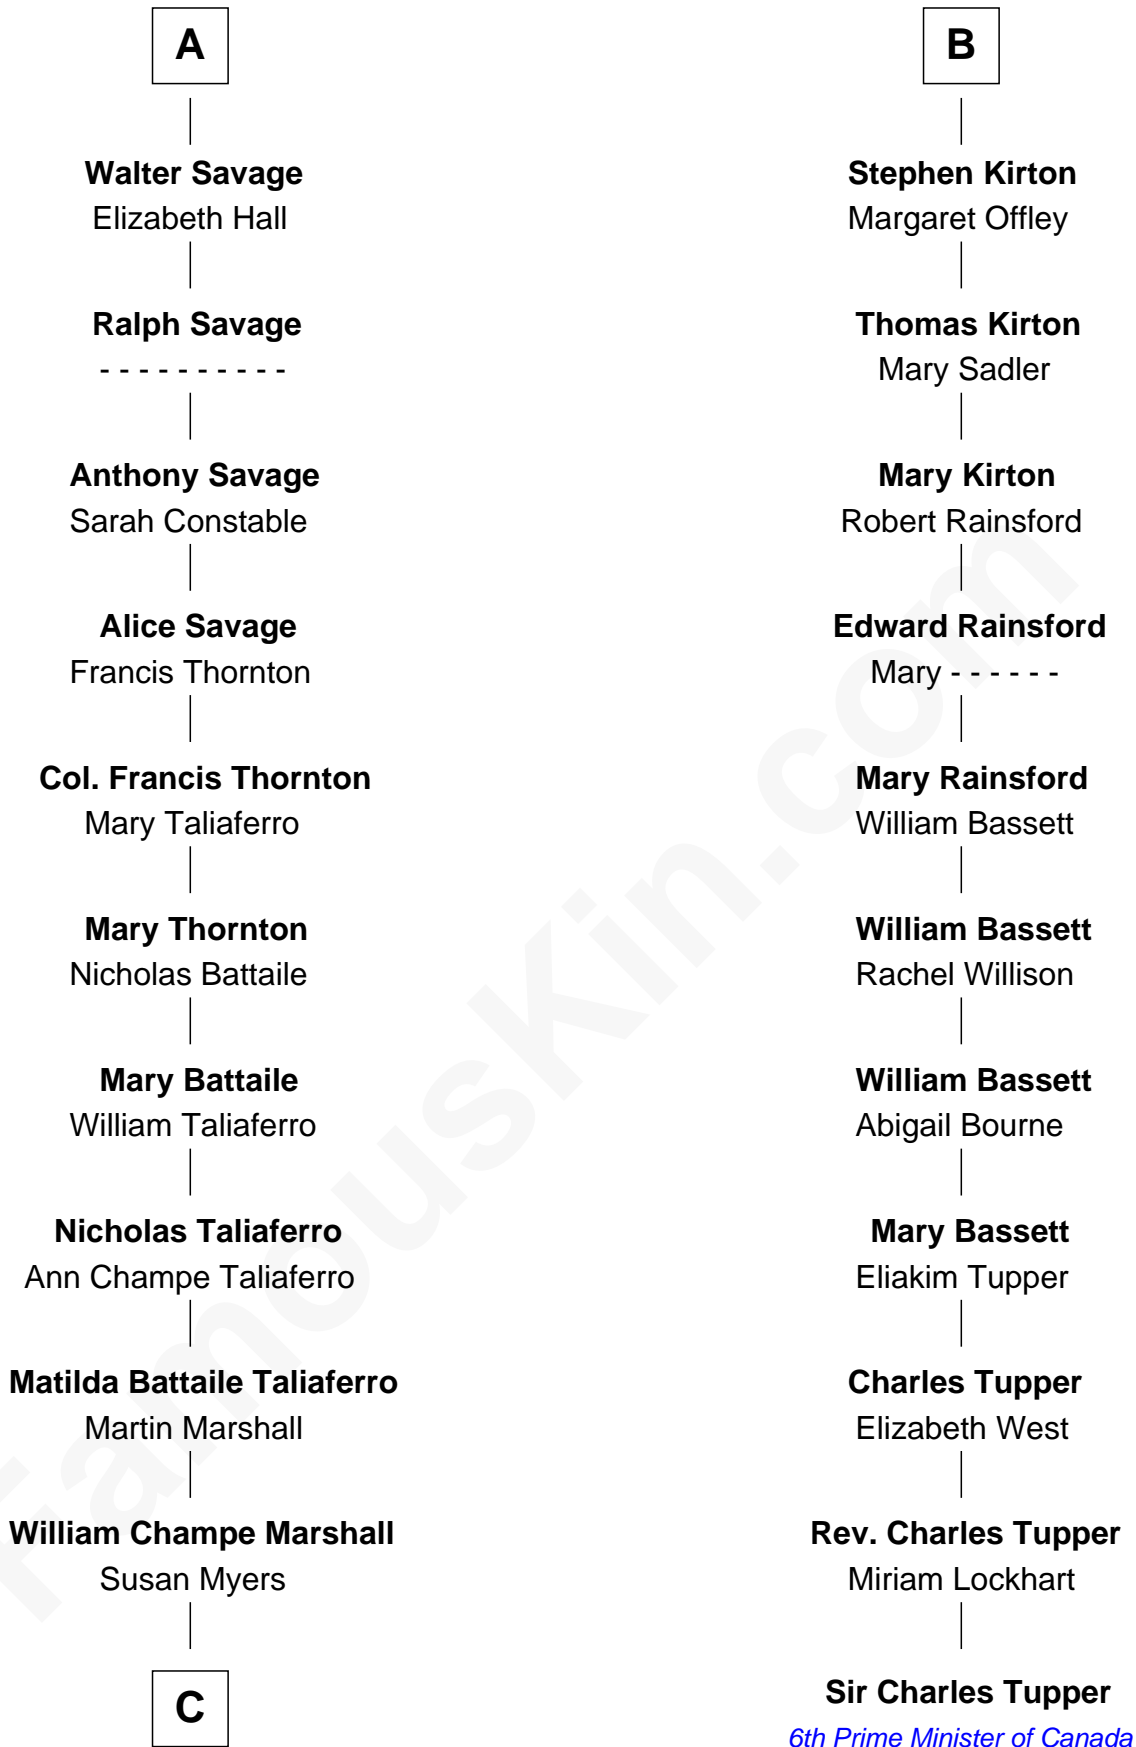 A
Walter Savage
Elizabeth Hall
Ralph Savage
- - - - - - - - - -
Anthony Savage
Sarah Constable
Alice Savage
Francis Thornton
Col. Francis Thornton
Mary Taliaferro
Mary Thornton
Nicholas Battaile
Mary Battaile
William Taliaferro
Nicholas Taliaferro
Ann Champe Taliaferro
Matilda Battaile Taliaferro
Martin Marshall
William Champe Marshall
Susan Myers
C
B
Stephen Kirton
Margaret Offley
Thomas Kirton
Mary Sadler
Mary Kirton
Robert Rainsford
Edward Rainsford
Mary - - - - - -
Mary Rainsford
William Bassett
William Bassett
Rachel Willison
William Bassett
Abigail Bourne
Mary Bassett
Eliakim Tupper
Charles Tupper
Elizabeth West
Rev. Charles Tupper
Miriam Lockhart
Sir Charles Tupper
6th Prime Minister of Canada
FamousKin.com